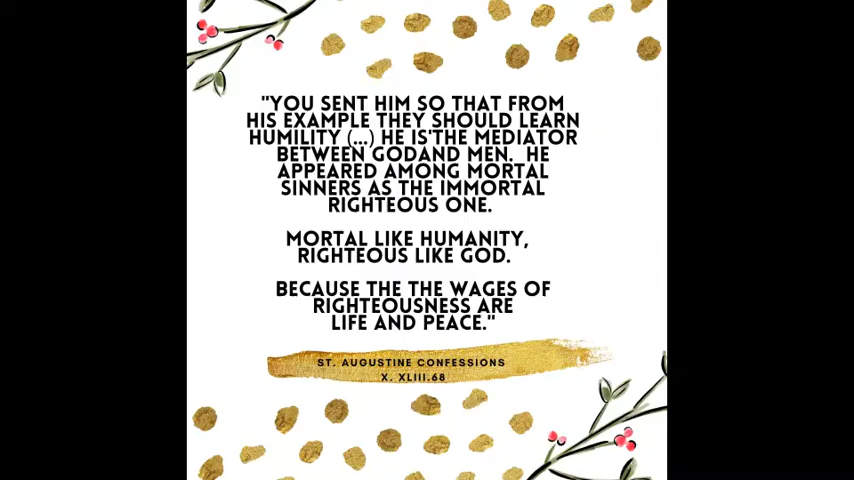 "YOU SENT HIM SO THAT FROM
HIS EXAMPLE THEY SHOULD LEARN
HUMILITY (...) HE IS'THE MEDIATOR
BETWEEN GODAND MEN. HE
APPEARED AMONG MORTAL
SINNERS AS THE IMMORTAL
RIGHTEOUS ONE.
MORTAL LIKE HUMANITY,
RIGHTEOUS LIKE GOD.
BECAUSE THE THE WAGES OF
RIGHTEOUSNESS ARE
LIFE AND PEACE."
ST. AUGUSTINE CONFESSIONS
X. XLIII.68